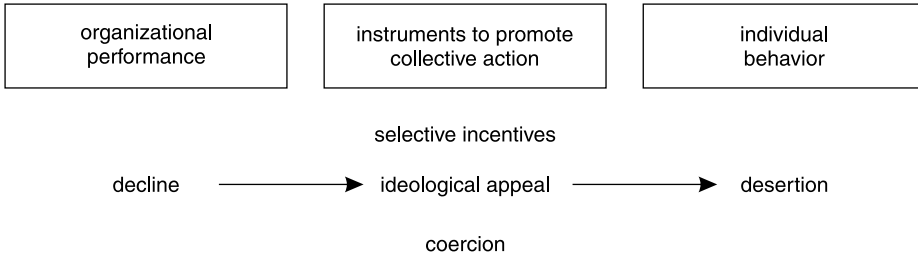 organizational
performance
instruments to promote
collective action
individual
behavior
selective incentives
decline
ideological appeal
desertion
coercion